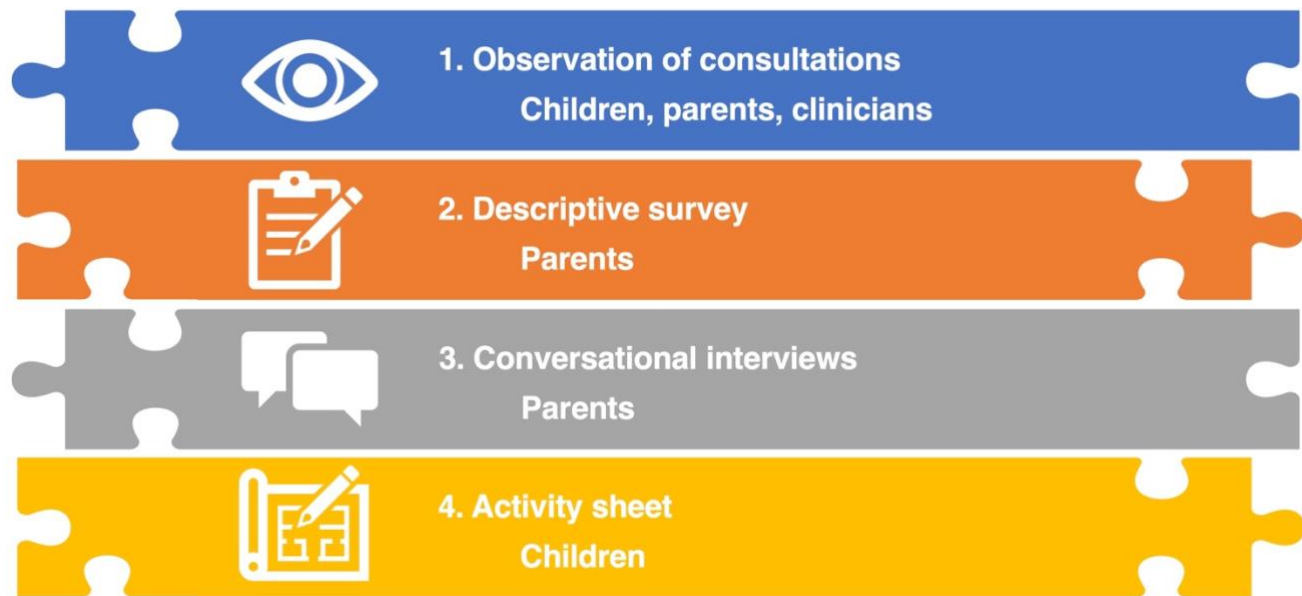 1. Observation of consultations
Children, parents, clinicians
2. Descriptive survey
Parents
3. Conversational interviews
Parents
4. Activity sheet
Children